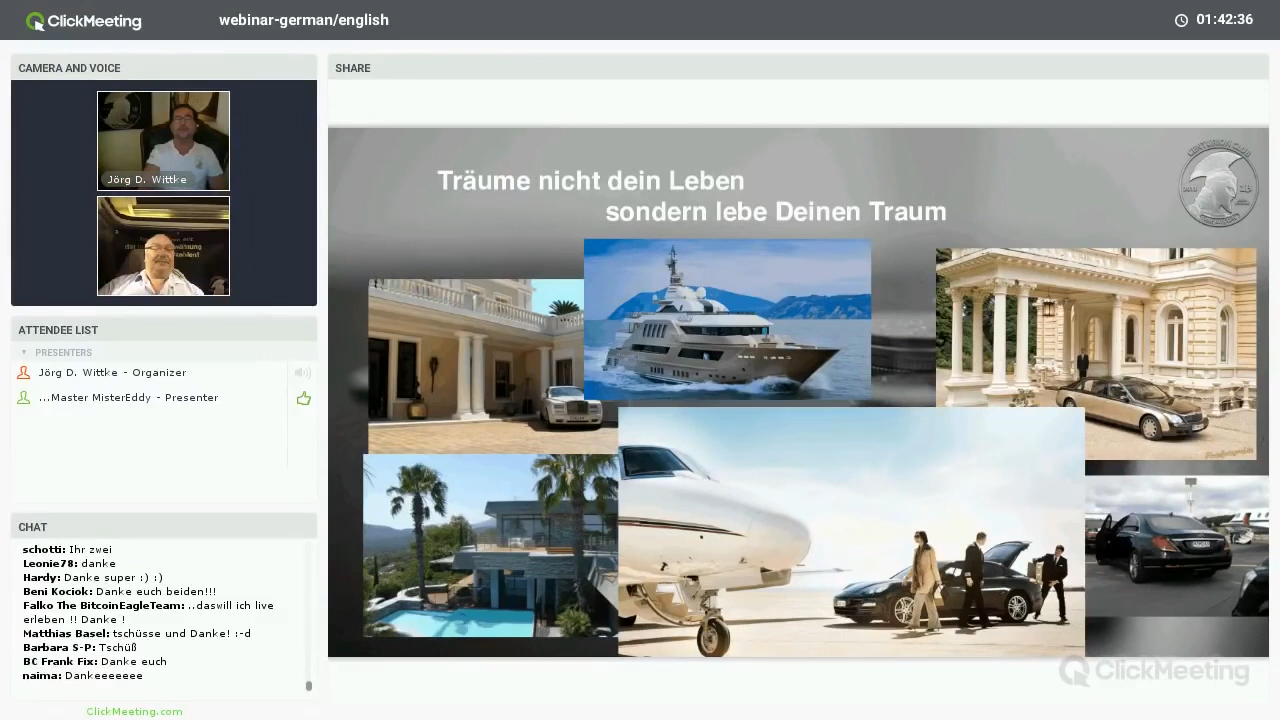 ClickMeeting
webinar-german/english
01:42:36
CAMERA AND VOICE
Jörg D. Wittke
ATTENDEE LIST
PRESENTERS
Jörg D. Wittke - Organizer
...Master MisterEddy - Presenter
CHAT
schotti: Ihr zwei
Leonie78: danke
Hardy: Danke super :) :)
Beni Kociok: Danke euch beiden!!!
Falko The BitcoinEagleTeam: ..daswill ich live
erleben !! Danke !
Matthias Basel: tschüsse und Danke! :-d
Barbara S-P: Tschüß
BC Frank Fix: Danke euch
naima: Dankeeeeeee
ClickMeeting.com
SHARE
Träume nicht dein Leben
sondern lebe Deinen Traum
CENTURION CLUB
ClickMeeting